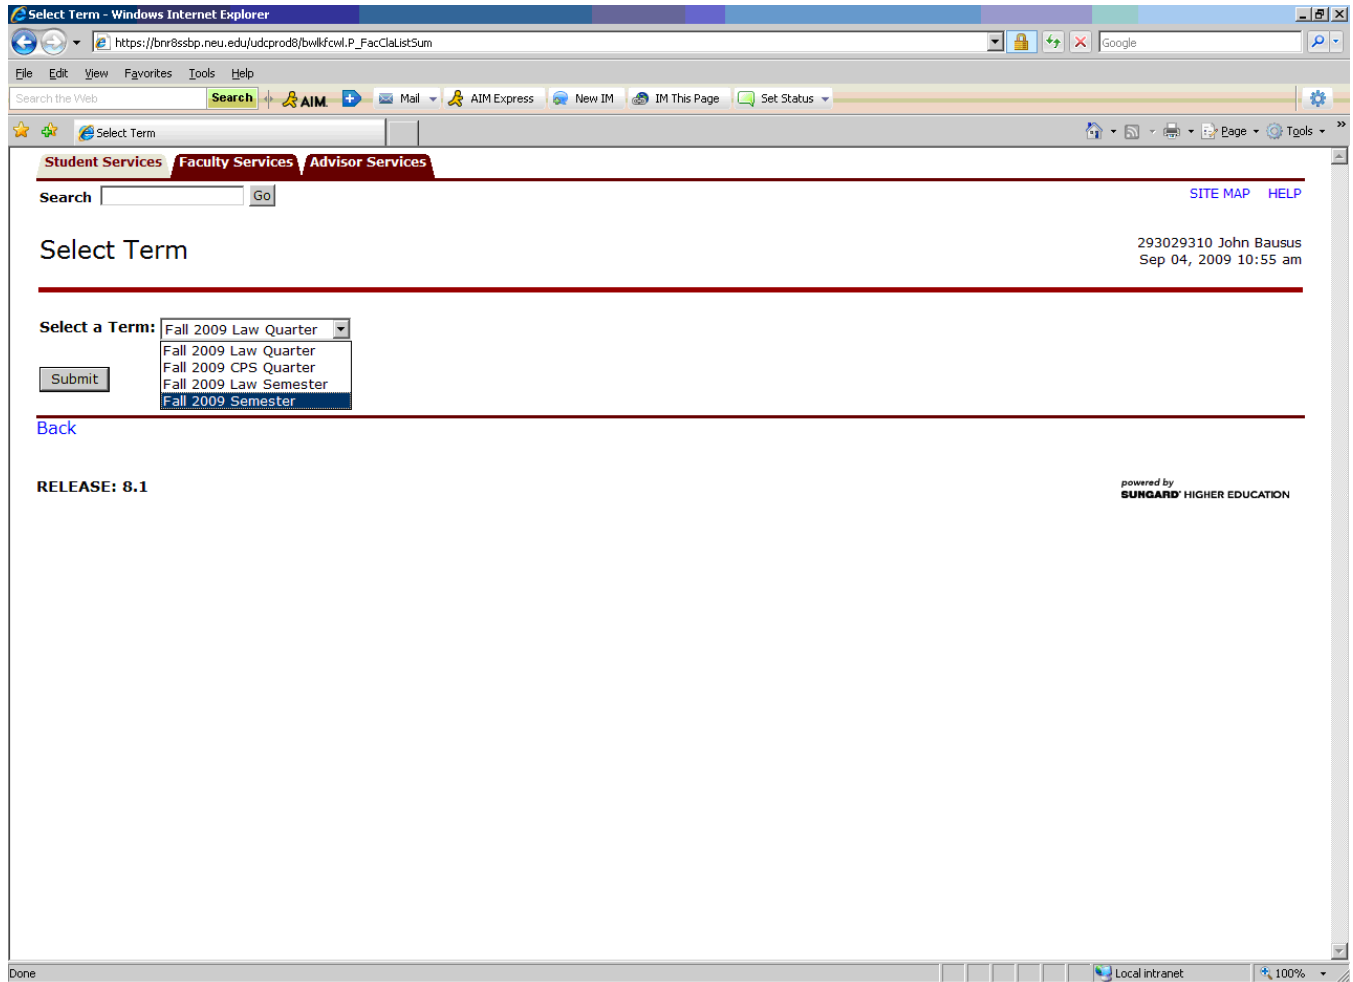 Select Term - Windows Internet Explorer
https://bnr8ssbp.neu.edu/udcprod8/bwlkfcwl.P_FacClaListSum
Google
File Edit View Favorites Tools Help
Search the Web Search AIM. Mail AIM Express New IM IM This Page Set Status
Select Term Page Tools »
Student Services Faculty Services Advisor Services
Search Go SITE MAP HELP
Select Term
293029310 John Bausus
Sep 04, 2009 10:55 am
Select a Term: Fall 2009 Law Quarter
Fall 2009 Law Quarter
Fall 2009 CPS Quarter
Fall 2009 Law Semester
Fall 2009 Semester
Submit
Back
RELEASE: 8.1
powered by
SUNGARD' HIGHER EDUCATION
Done Local intranet 100%